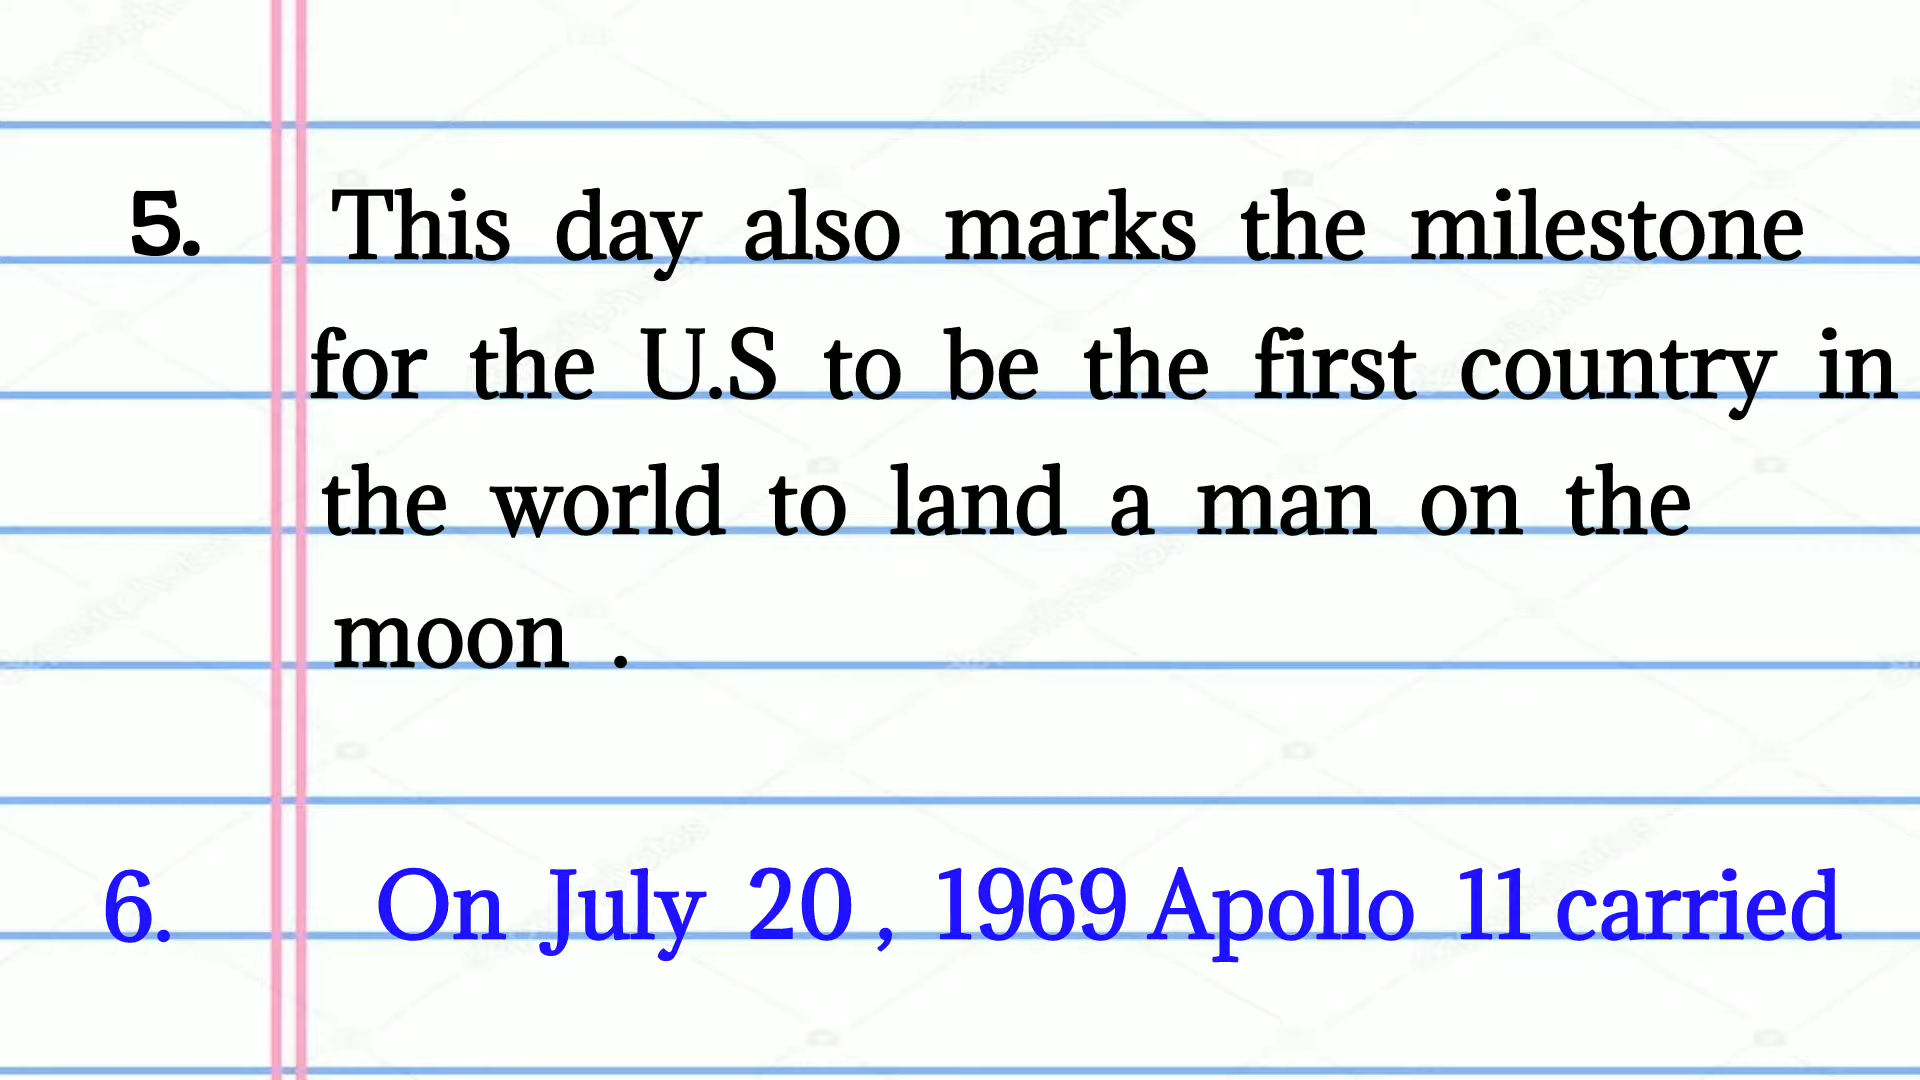 5. This day also marks the milestone
for the U.S to be the first country in
the world to land a man on the
moon .
6. On July 20 , 1969 Apollo 11 carried